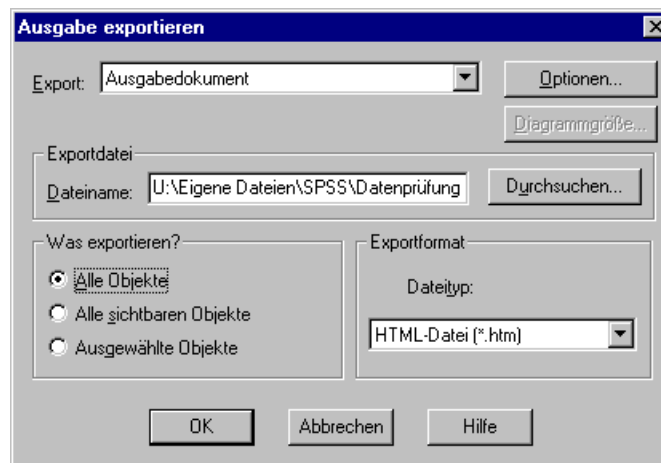 Ausgabe exportieren
Export: Ausgabedokument
Optionen...
Diagrammgröße...
Exportdatei
Dateiname: U:\Eigene Dateien\SPSS\Datenprüfung
Durchsuchen...
Was exportieren?
Alle Objekte
Alle sichtbaren Objekte
Ausgewählte Objekte
Exportformat
Dateityp:
HTML-Datei (*.htm)
OK
Abbrechen
Hilfe